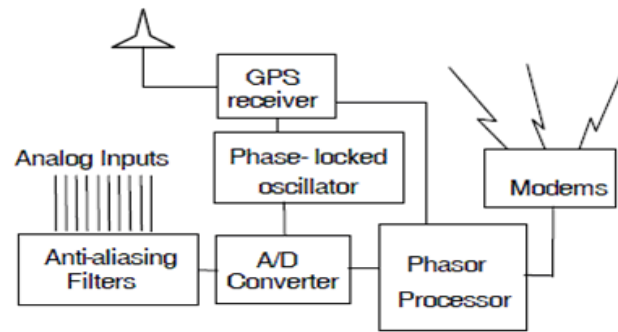 GPS
receiver
Analog Inputs
Phase- locked
oscillator
Modems
Anti-aliasing
Filters
A/D
Converter
Phasor
Processor